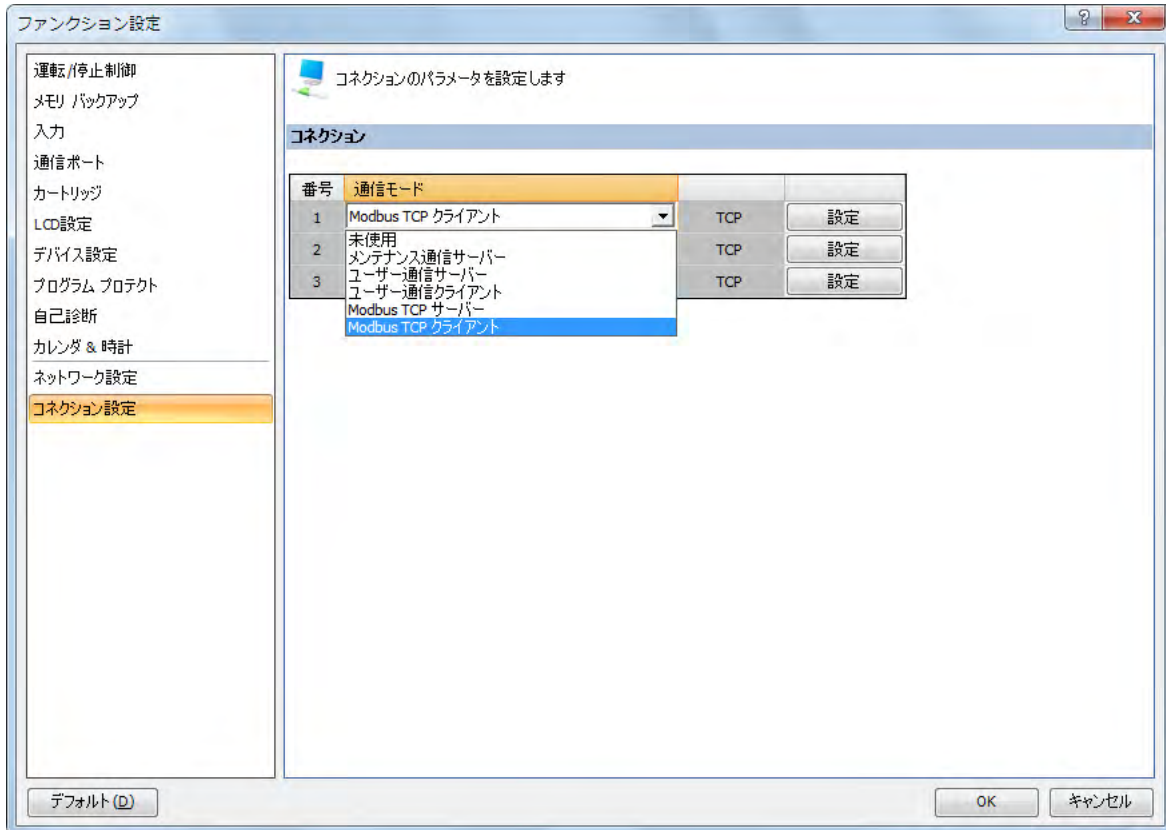 ファンクション設定
?
X
運転/停止制御
メモリ バックアップ
入力
通信ポート
カートリッジ
LCD設定
デバイス設定
プログラム プロテクト
自己診断
カレンダ & 時計
ネットワーク設定
コネクション設定
コネクションのパラメータを設定します
コネクション
番号 通信モード
1 Modbus TCP クライアント TCP 設定
2 TCP 設定
3 TCP 設定
未使用
メンテナンス通信サーバー
ユーザー通信サーバー
ユーザー通信クライアント
Modbus TCP サーバー
Modbus TCP クライアント
デフォルト(D)
OK
キャンセル